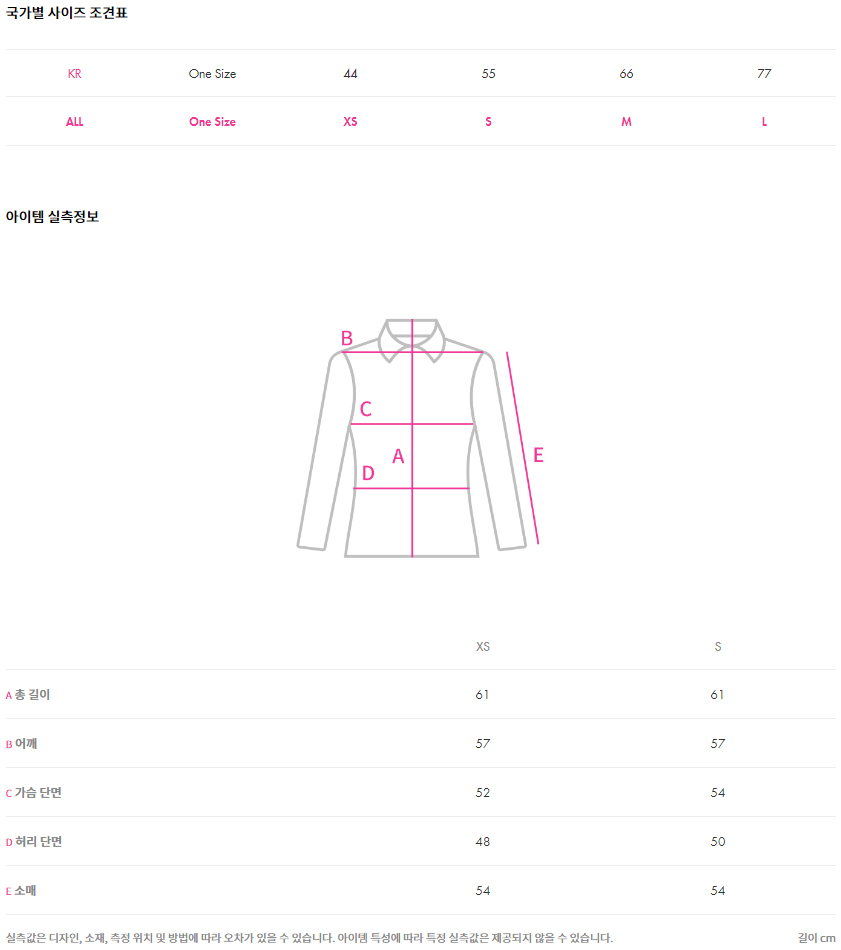 국가별 사이즈 조견표
KR One Size 44 55 66 77
ALL One Size XS S M L
아이템 실측정보
B
C
A
E
D
XS S
A 총 길이 61 61
B 어깨 57 57
C 가슴 단면 52 54
D 허리 단면 48 50
E 소매 54 54
실측값은 디자인, 소재, 측정 위치 및 방법에 따라 오차가 있을 수 있습니다. 아이템 특성에 따라 특정 실측값은 제공되지 않을 수 있습니다. 길이 cm